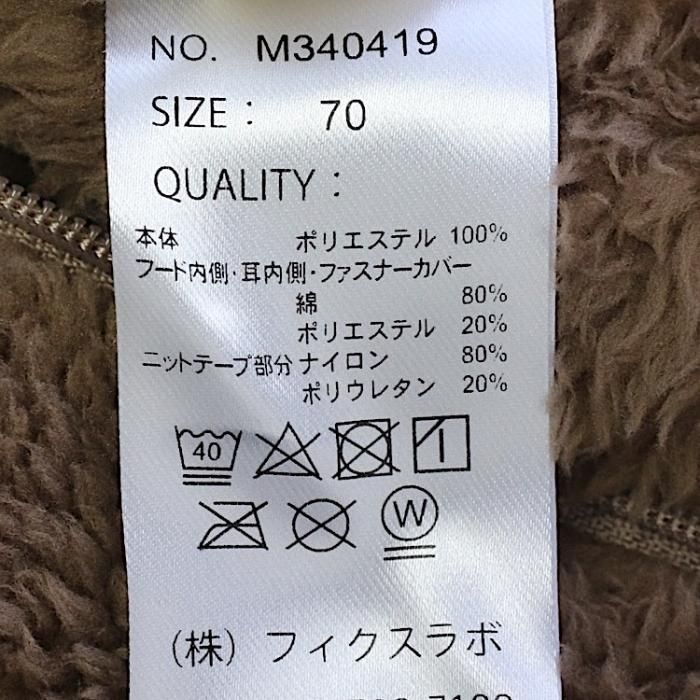 NO. M340419
SIZE : 70
QUALITY :
本体 ポリエステル 100%
フード内側・耳内側・ファスナーカバー
綿 80%
ポリエステル 20%
ニットテープ部分 ナイロン 80%
ポリウレタン 20%
40
W
(株) フィクスラボ